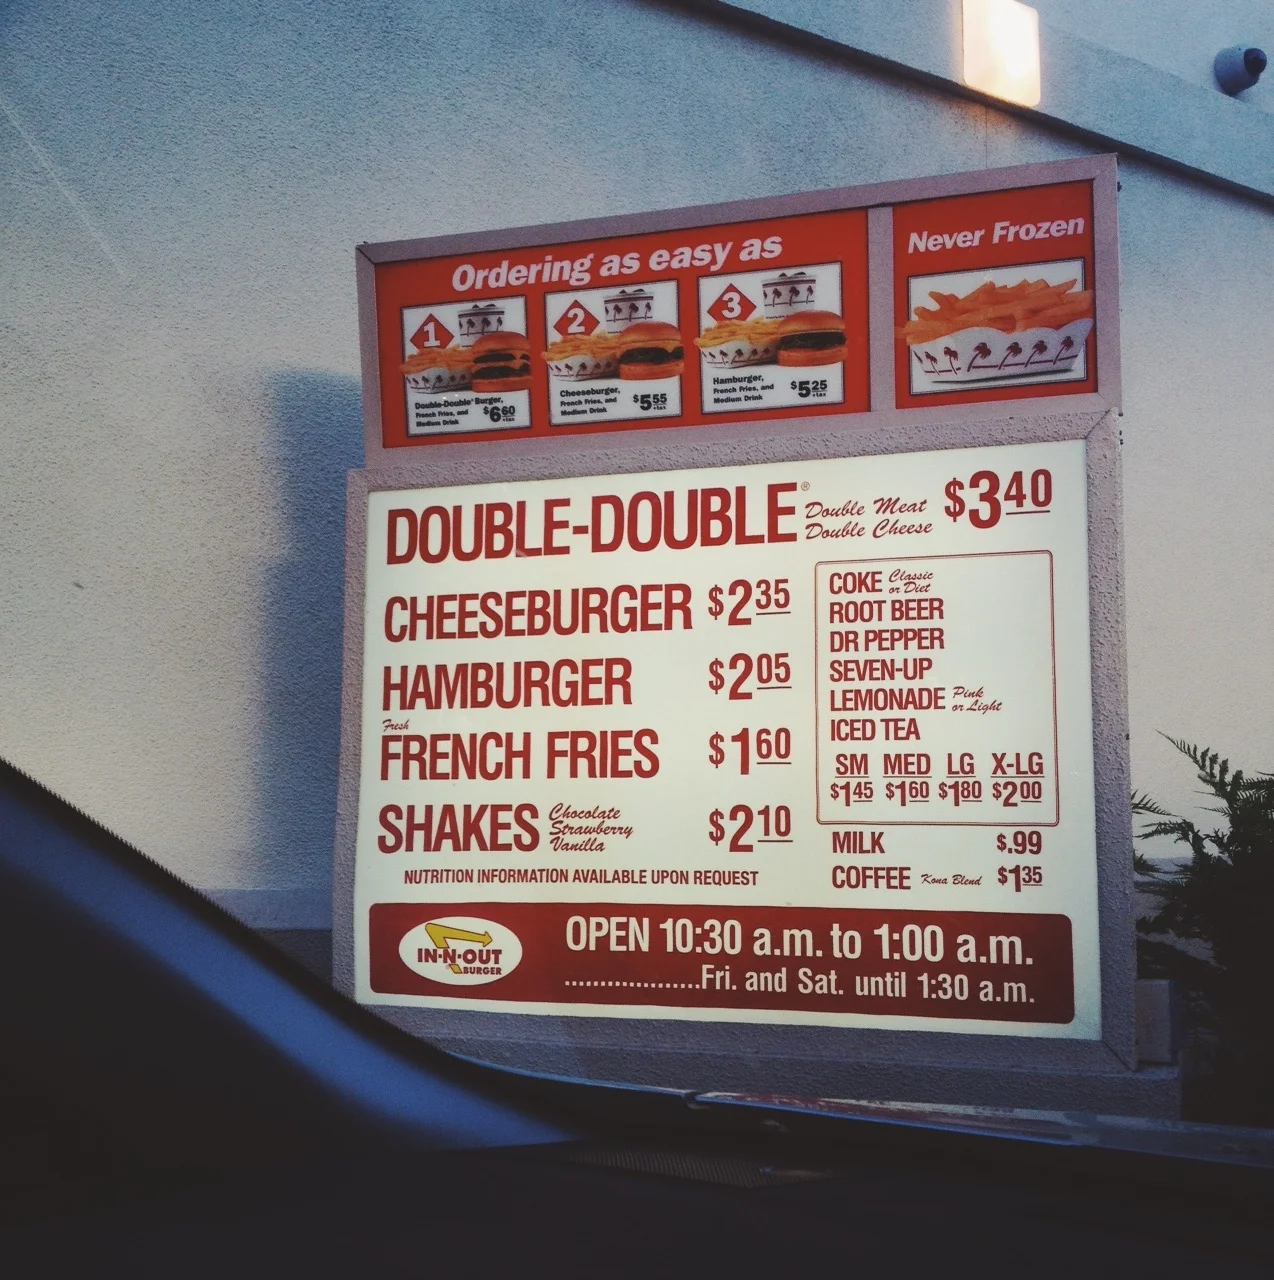 Ordering as easy as
1
Double-Double® Burger,
French Fries, and
Medium Drink
$6 60
+tax
2
Cheeseburger,
French Fries, and
Medium Drink
$5 55
+tax
3
Hamburger,
French Fries, and
Medium Drink
$5 25
+tax
Never Frozen
DOUBLE-DOUBLE® Double Meat Double Cheese $3 40
CHEESEBURGER $2 35
HAMBURGER $2 05
Fresh
FRENCH FRIES $1 60
SHAKES Chocolate Strawberry Vanilla $2 10
NUTRITION INFORMATION AVAILABLE UPON REQUEST
COKE Classic or Diet
ROOT BEER
DR PEPPER
SEVEN-UP
LEMONADE Pink or Light
ICED TEA
SM MED LG X-LG
$1 45 $1 60 $1 80 $2 00
MILK $.99
COFFEE Kona Blend $1 35
IN-N-OUT
BURGER
OPEN 10:30 a.m. to 1:00 a.m.
...................Fri. and Sat. until 1:30 a.m.